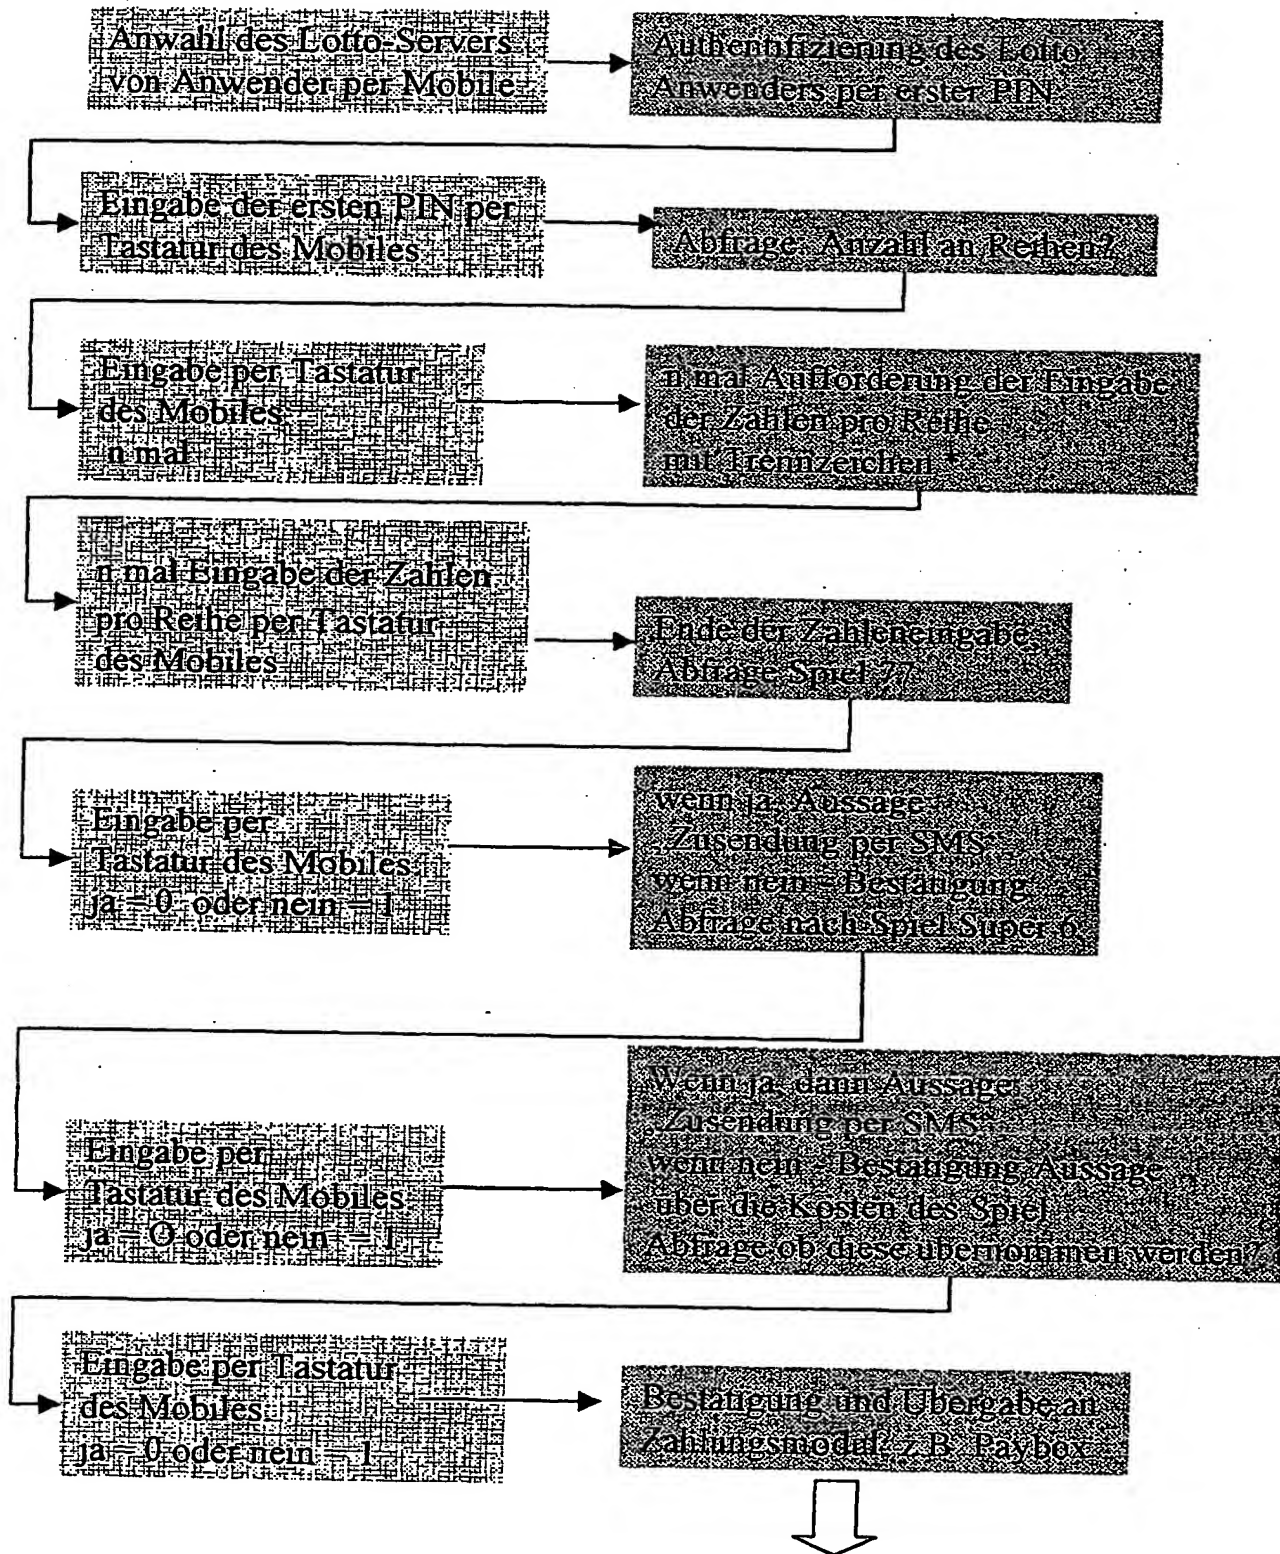 Anwahl des Lotto-Servers
von Anwender per Mobile
Authentifizierung des Lotto
Anwenders per erster PIN
Eingabe der ersten PIN per
Tastatur des Mobiles
Abfrage Anzahl an Reihen?
Eingabe per Tastatur
des Mobiles
n mal
n mal Aufforderung der Eingabe
der Zahlen pro Reihe
mit Trennzeichen *
n mal Eingabe der Zahlen
pro Reihe per Tastatur
des Mobiles
Ende der Zahleneingabe,
Abfrage Spiel 77
Eingabe per
Tastatur des Mobiles
ja = 0 oder nein = 1
wenn ja, Aussage
„Zusendung per SMS“
wenn nein - Bestätigung
Abfrage nach Spiel Super 6
Eingabe per
Tastatur des Mobiles
ja = O oder nein = 1
Wenn ja, dann Aussage
„Zusendung per SMS“
wenn nein - Bestätigung Aussage
über die Kosten des Spiel
Abfrage ob diese übernommen werden?
Eingabe per Tastatur
des Mobiles
ja = 0 oder nein = 1
Bestätigung und Übergabe an
Zahlungsmodul z.B. Paybox